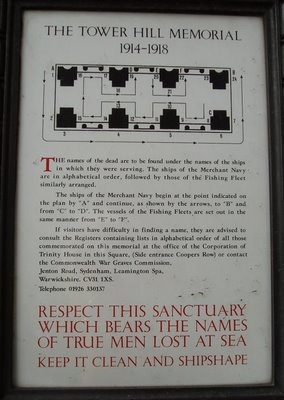 THE TOWER HILL MEMORIAL
1914-1918
THE names of the dead are to be found under the names of the ships
in which they were serving. The ships of the Merchant Navy
are in alphabetical order, followed by those of the Fishing Fleet
similarly arranged.
The ships of the Merchant Navy begin at the point indicated on
the plan by "A" and continue, as shown by the arrows, to "B" and
from "C" to "D". The vessels of the Fishing Fleets are set out in the
same manner from "E" to "F".
If visitors have difficulty in finding a name, they are advised to
consult the Registers containing lists in alphabetical order of all those
commemorated on this memorial at the office of the Corporation of
Trinity House in this Square, (Side entrance Coopers Row) or contact
the Commonwealth War Graves Commission,
Jenton Road, Sydenham, Leamington Spa,
Warwickshire. CV31 1XS.
Telephone 01926 330137
RESPECT THIS SANCTUARY
WHICH BEARS THE NAMES
OF TRUE MEN LOST AT SEA
KEEP IT CLEAN AND SHIPSHAPE